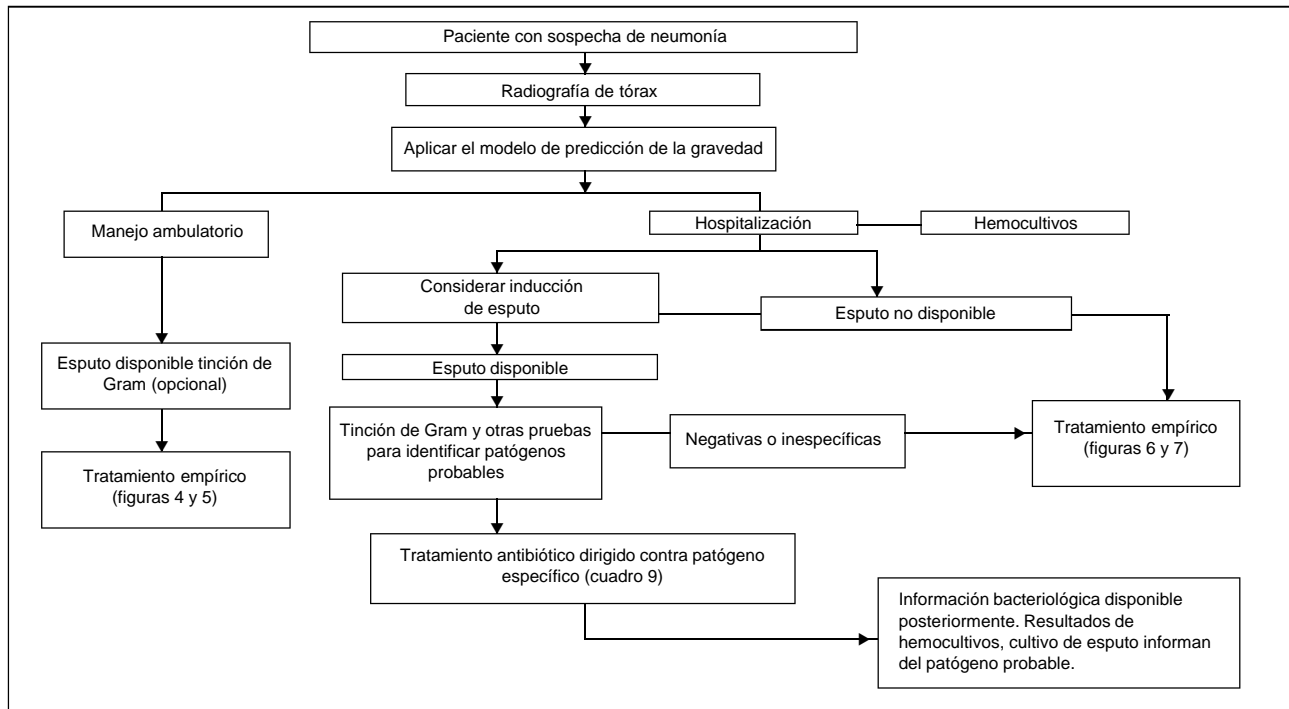 Paciente con sospecha de neumonía
Radiografía de tórax
Aplicar el modelo de predicción de la gravedad
Manejo ambulatorio
Hospitalización
Hemocultivos
Considerar inducción
de esputo
Esputo no disponible
Esputo disponible tinción de
Gram (opcional)
Esputo disponible
Tinción de Gram y otras pruebas
para identificar patógenos
probables
Negativas o inespecíficas
Tratamiento empírico
(figuras 6 y 7)
Tratamiento empírico
(figuras 4 y 5)
Tratamiento antibiótico dirigido contra patógeno
específico (cuadro 9)
Información bacteriológica disponible
posteriormente. Resultados de
hemocultivos, cultivo de esputo informan
del patógeno probable.